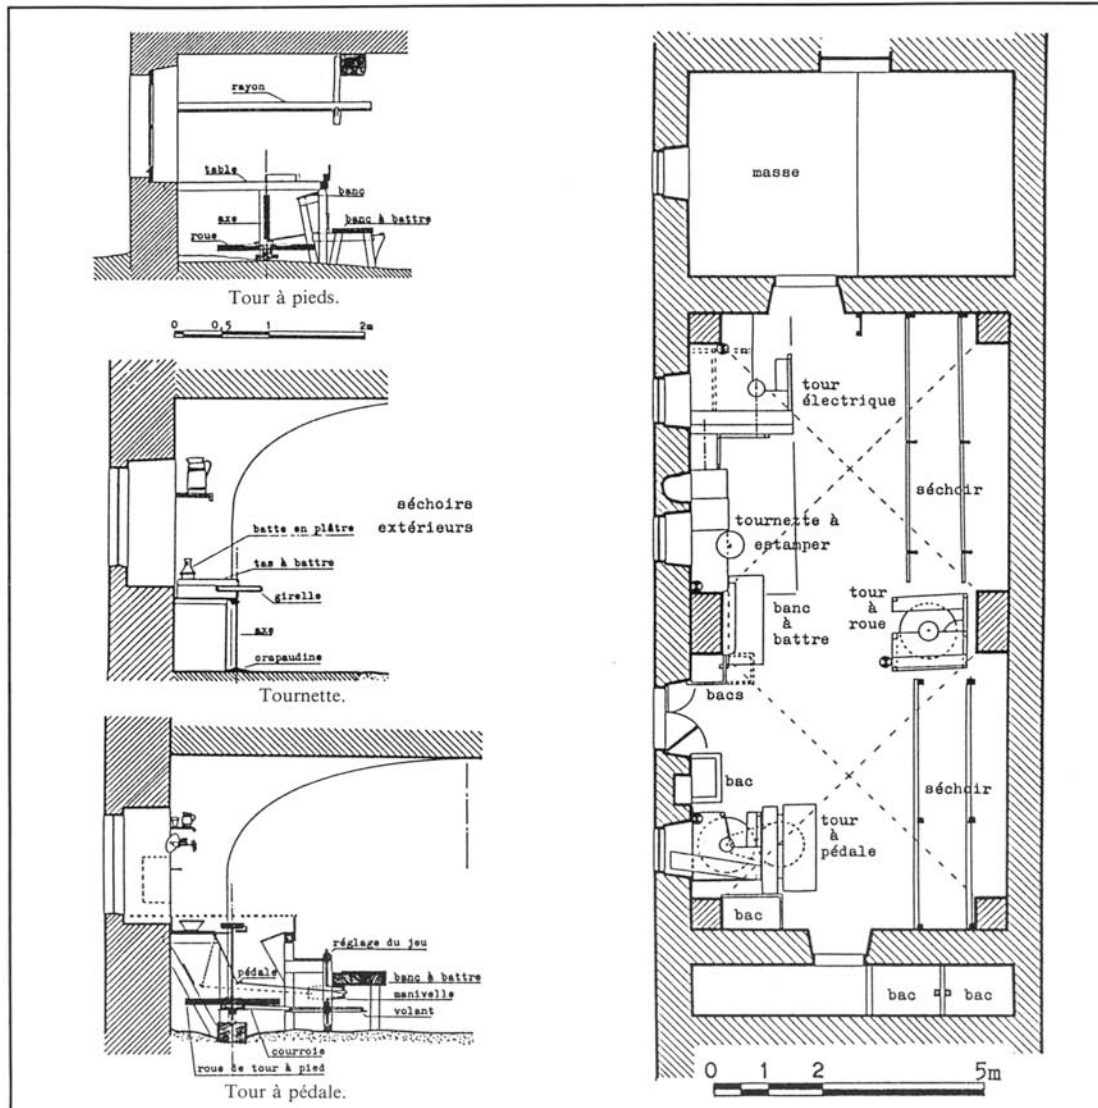 rayon
table
banc
axe
banc à battre
roue
Tour à pieds.
0 0,5 1 2m
séchoirs
extérieurs
batte en plâtre
tas à battre
girelle
axe
crapaudine
Tournette.
réglage du jeu
pédale
banc à battre
manivelle
volant
courroie
roue de tour à pied
Tour à pédale.
masse
tour
électrique
séchoir
tournette à
estamper
tour
à
roue
banc
à
battre
bacs
bac
séchoir
tour
à
pédale
bac
bac bac
0 1 2 5m